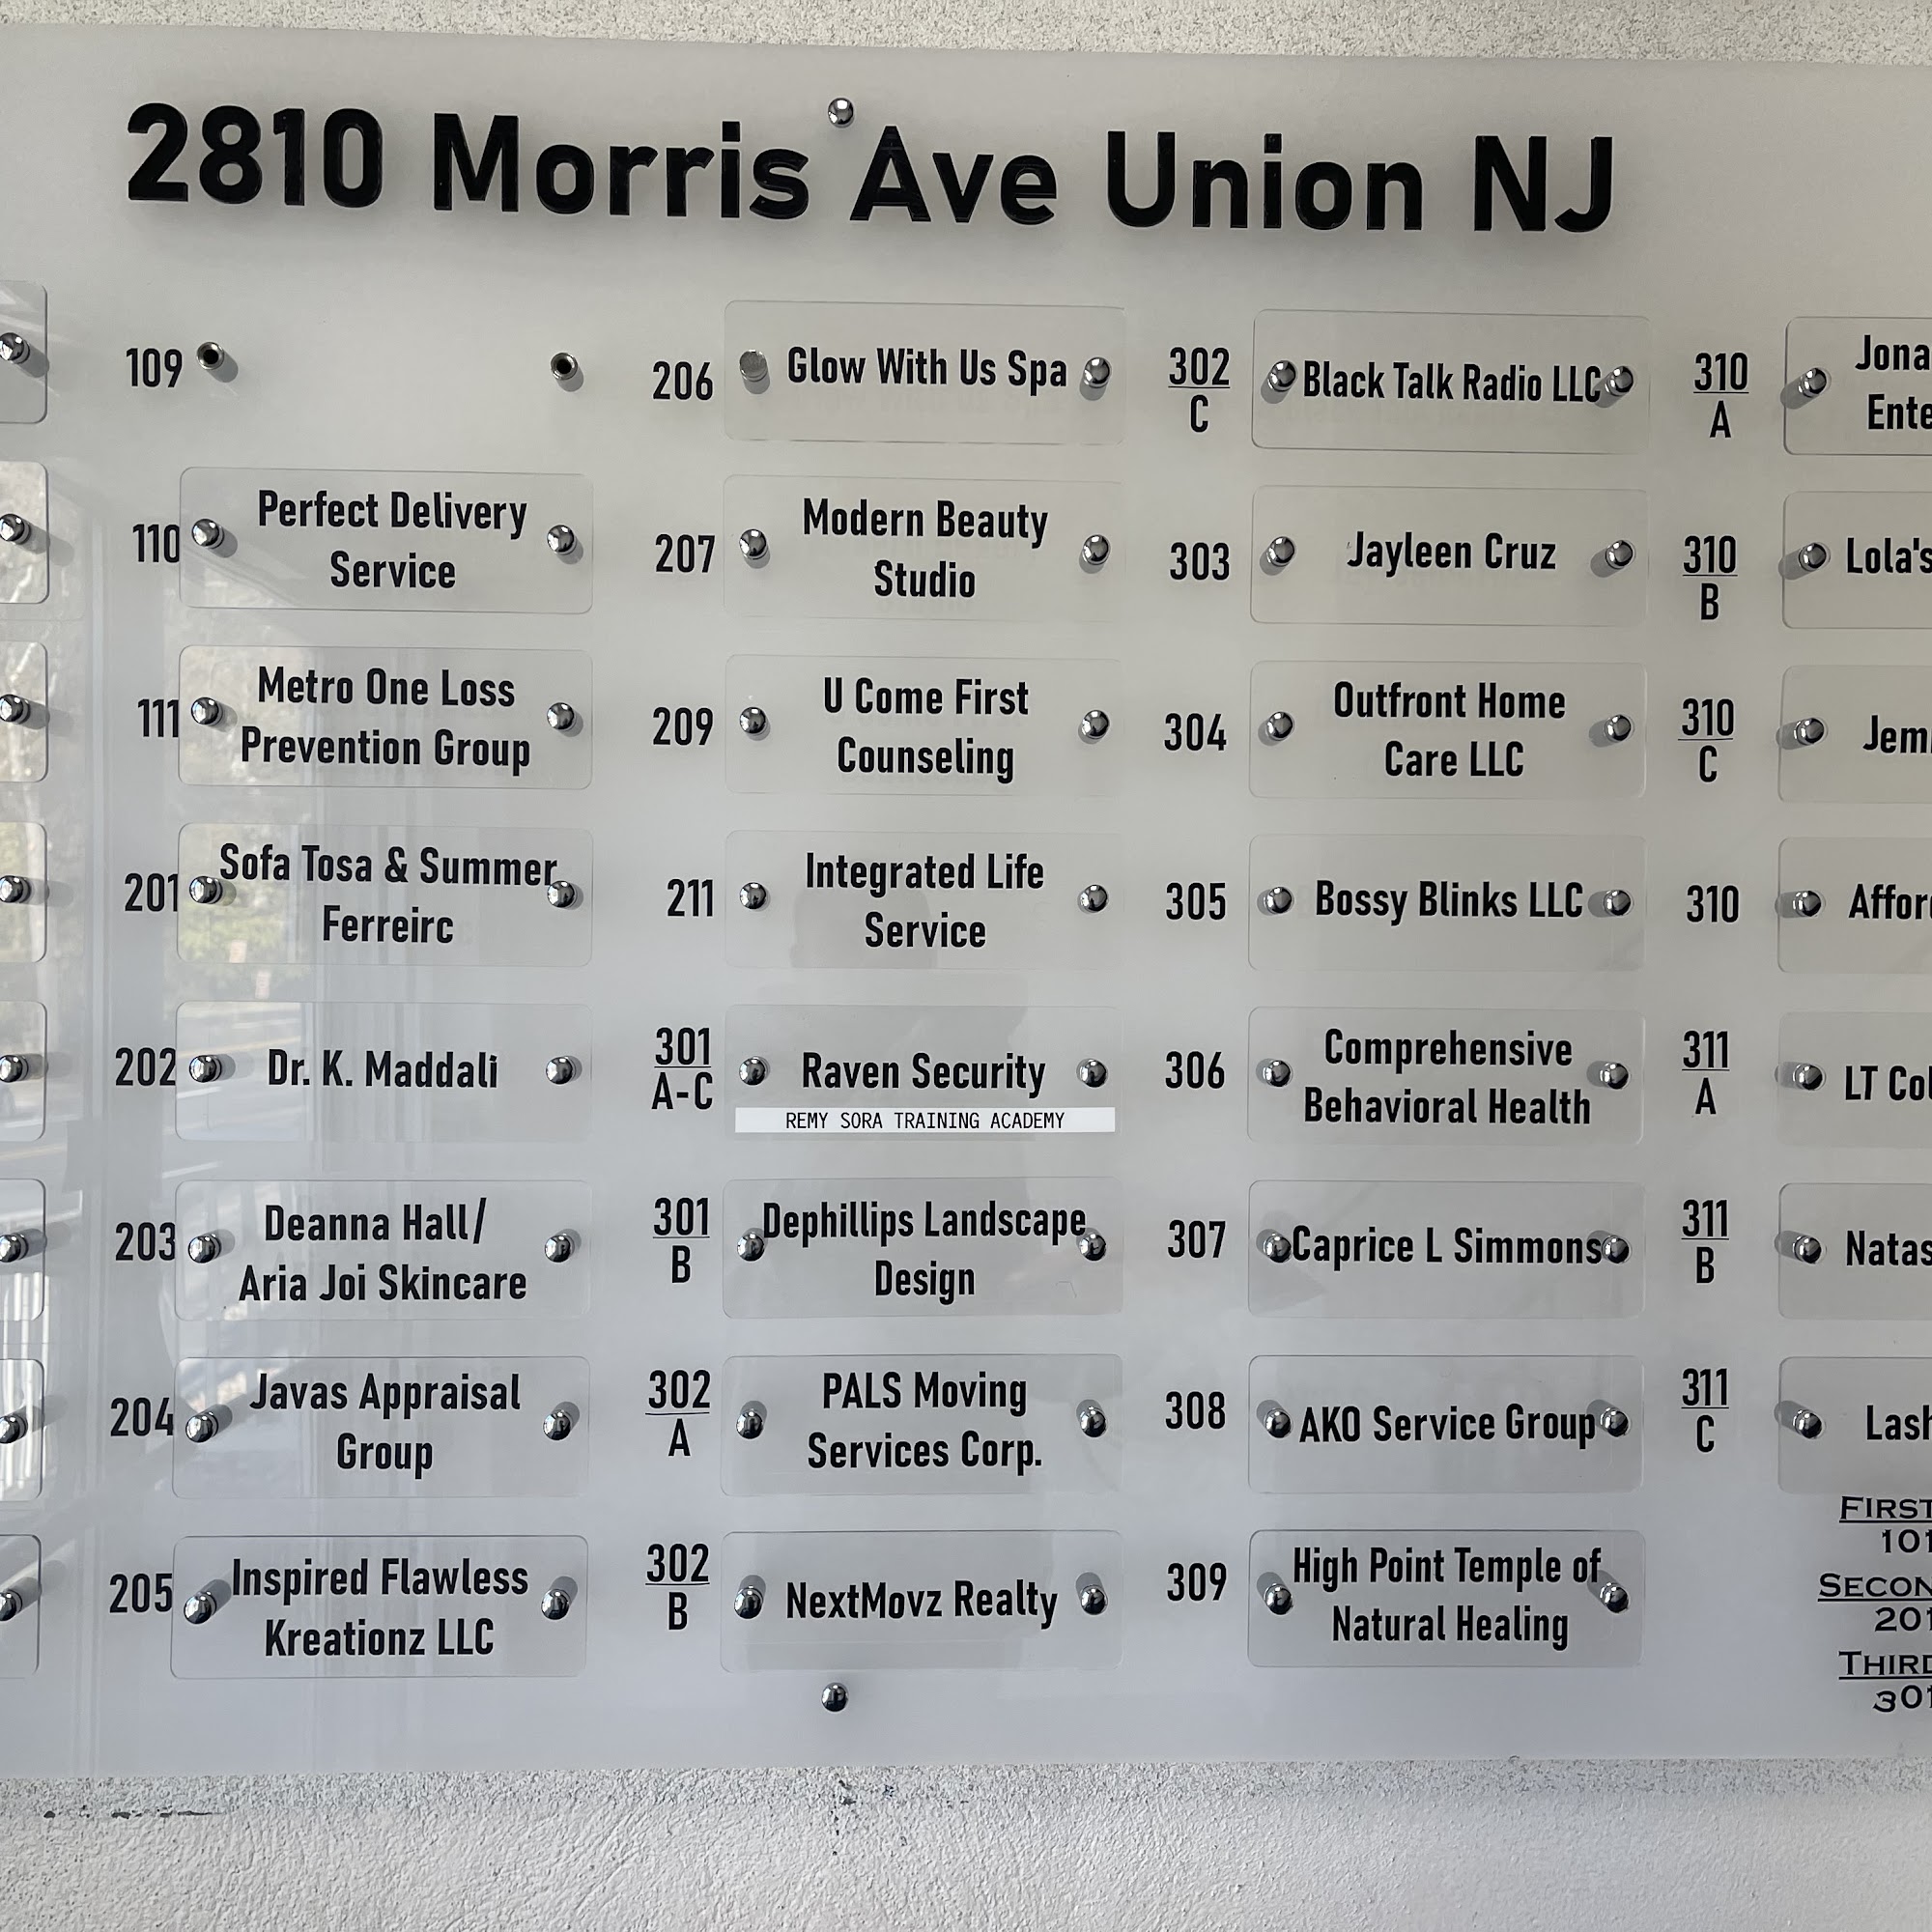 2810 Morris Ave Union NJ
109
110
Perfect Delivery
Service
111
Metro One Loss
Prevention Group
201
Sofa Tosa & Summer
Ferreirc
202
Dr. K. Maddali
203
Deanna Hall/
Aria Joi Skincare
204
Javas Appraisal
Group
205
Inspired Flawless
Kreationz LLC
206
Glow With Us Spa
207
Modern Beauty
Studio
209
U Come First
Counseling
211
Integrated Life
Service
301
A-C
Raven Security
REMY SORA TRAINING ACADEMY
301
B
Dephillips Landscape
Design
302
A
PALS Moving
Services Corp.
302
B
NextMovz Realty
302
C
Black Talk Radio LLC
303
Jayleen Cruz
304
Outfront Home
Care LLC
305
Bossy Blinks LLC
306
Comprehensive
Behavioral Health
307
Caprice L Simmons
308
AKO Service Group
309
High Point Temple of
Natural Healing
310
A
310
B
Lola's
310
C
310
311
A
LT
311
B
311
C
FIRST
THIRD